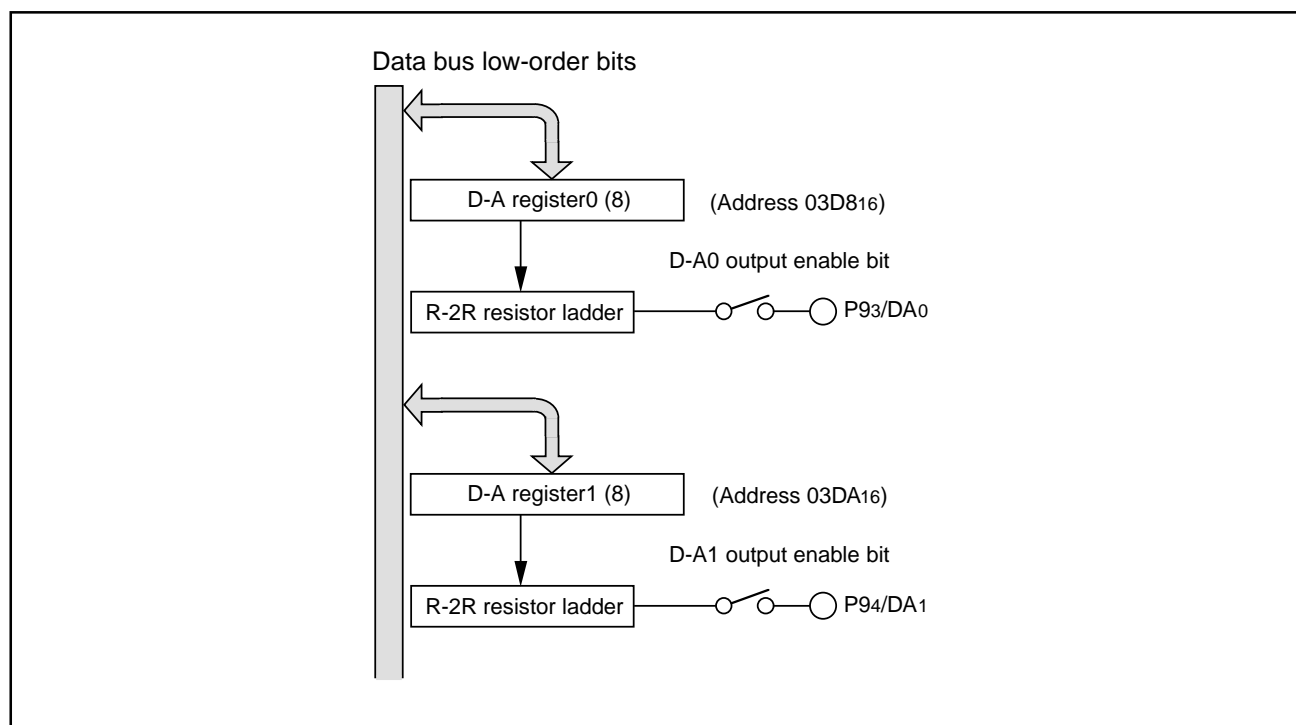 Data bus low-order bits
D-A register0 (8)
(Address 03D816)
D-A0 output enable bit
R-2R resistor ladder
P93/DA0
D-A register1 (8)
(Address 03DA16)
D-A1 output enable bit
R-2R resistor ladder
P94/DA1